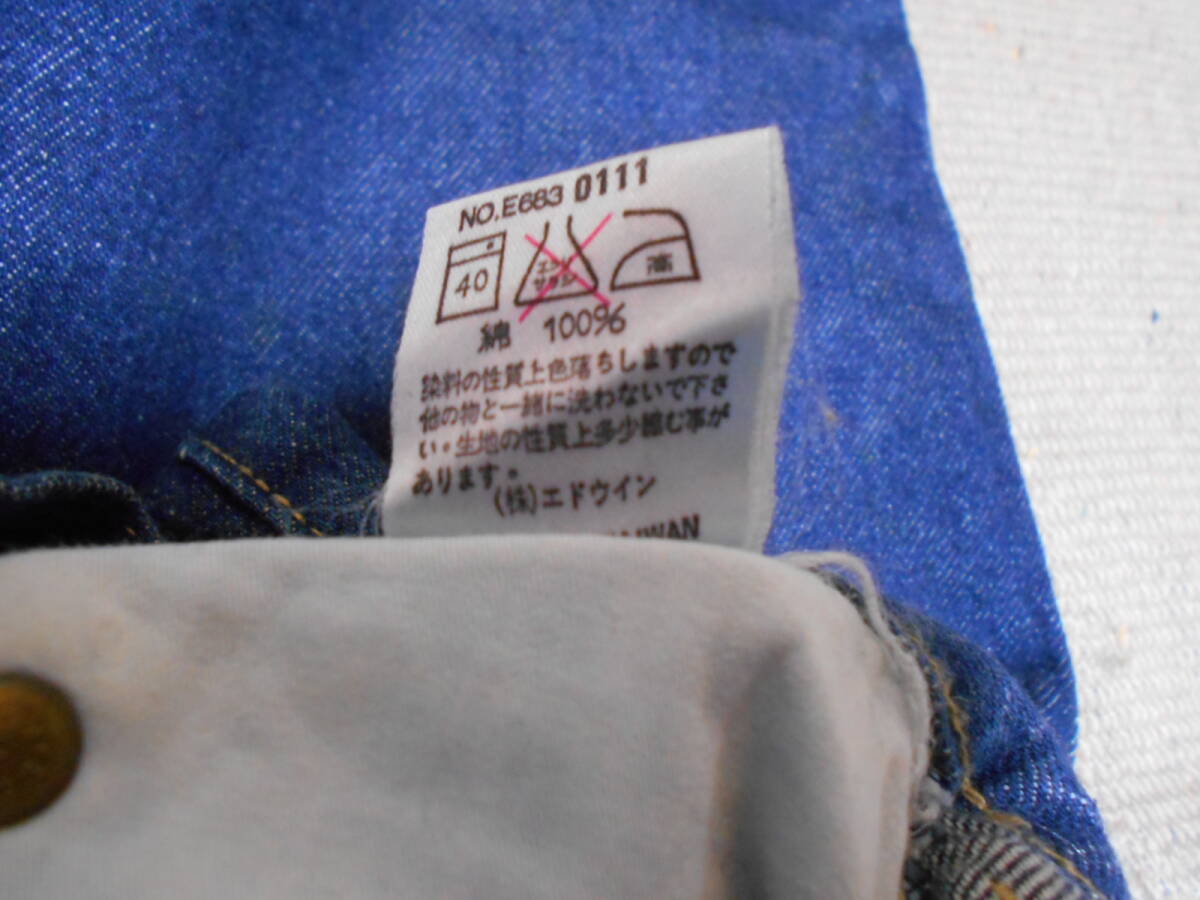 NO.E683 0111
40 エンソサラシ 高
綿 100%
染料の性質上色落ちしますので
他の物と一緒に洗わないで下さ
い。生地の性質上多少縮む事が
あります。
(株)エドウイン